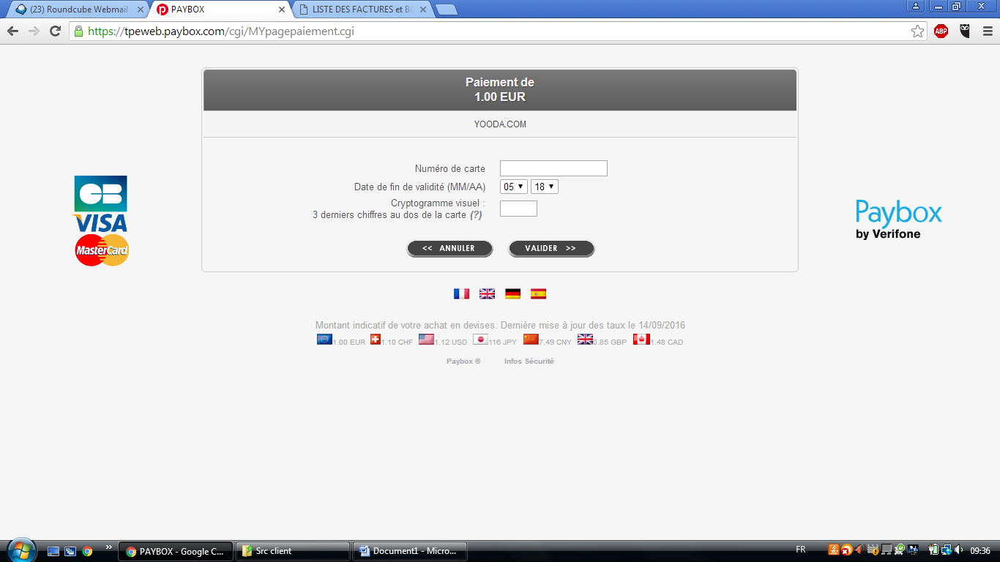 (23) Roundcube Webmail
PAYBOX
LISTE DES FACTURES et BO
https://tpeweb.paybox.com/cgi/MYpagepaiement.cgi
ABP
Paiement de
1.00 EUR
YOODA.COM
Numéro de carte
Date de fin de validité (MM/AA) 05 18
Cryptogramme visuel :
3 derniers chiffres au dos de la carte (?)
<< ANNULER VALIDER >>
CB
VISA
MasterCard
Paybox
by Verifone
Montant indicatif de votre achat en devises. Dernière mise à jour des taux le 14/09/2016
1.00 EUR 1.10 CHF 1.12 USD 116 JPY 7.49 CNY 0.85 GBP 1.48 CAD
Paybox ® Infos Sécurité
PAYBOX - Google C... Src client Document1 - Micro... FR 09:36